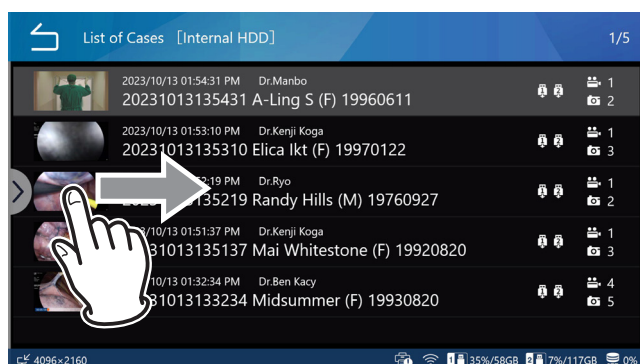 List of Cases [Internal HDD] 1/5
2023/10/13 01:54:31 PM Dr.Manbo
20231013135431 A-Ling S (F) 19960611
1
2
2023/10/13 01:53:10 PM Dr.Kenji Koga
20231013135310 Elica Ikt (F) 19970122
1
3
52:19 PM Dr.Ryo
135219 Randy Hills (M) 19760927
1
2
/10/13 01:51:37 PM Dr.Kenji Koga
31013135137 Mai Whitestone (F) 19920820
1
3
/10/13 01:32:34 PM Dr.Ben Kacy
31013133234 Midsummer (F) 19930820
4
5
4096×2160 1 35%/58GB 2 7%/117GB 0%